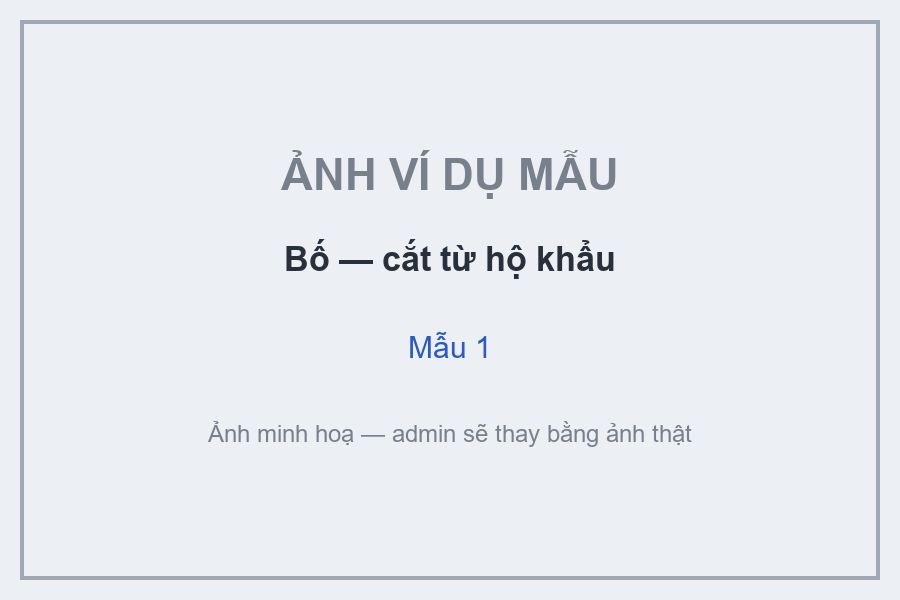 ẢNH VÍ DỤ MẪU
Bố — cắt từ hộ khẩu
Mẫu 1
Ảnh minh hoạ — admin sẽ thay bằng ảnh thật